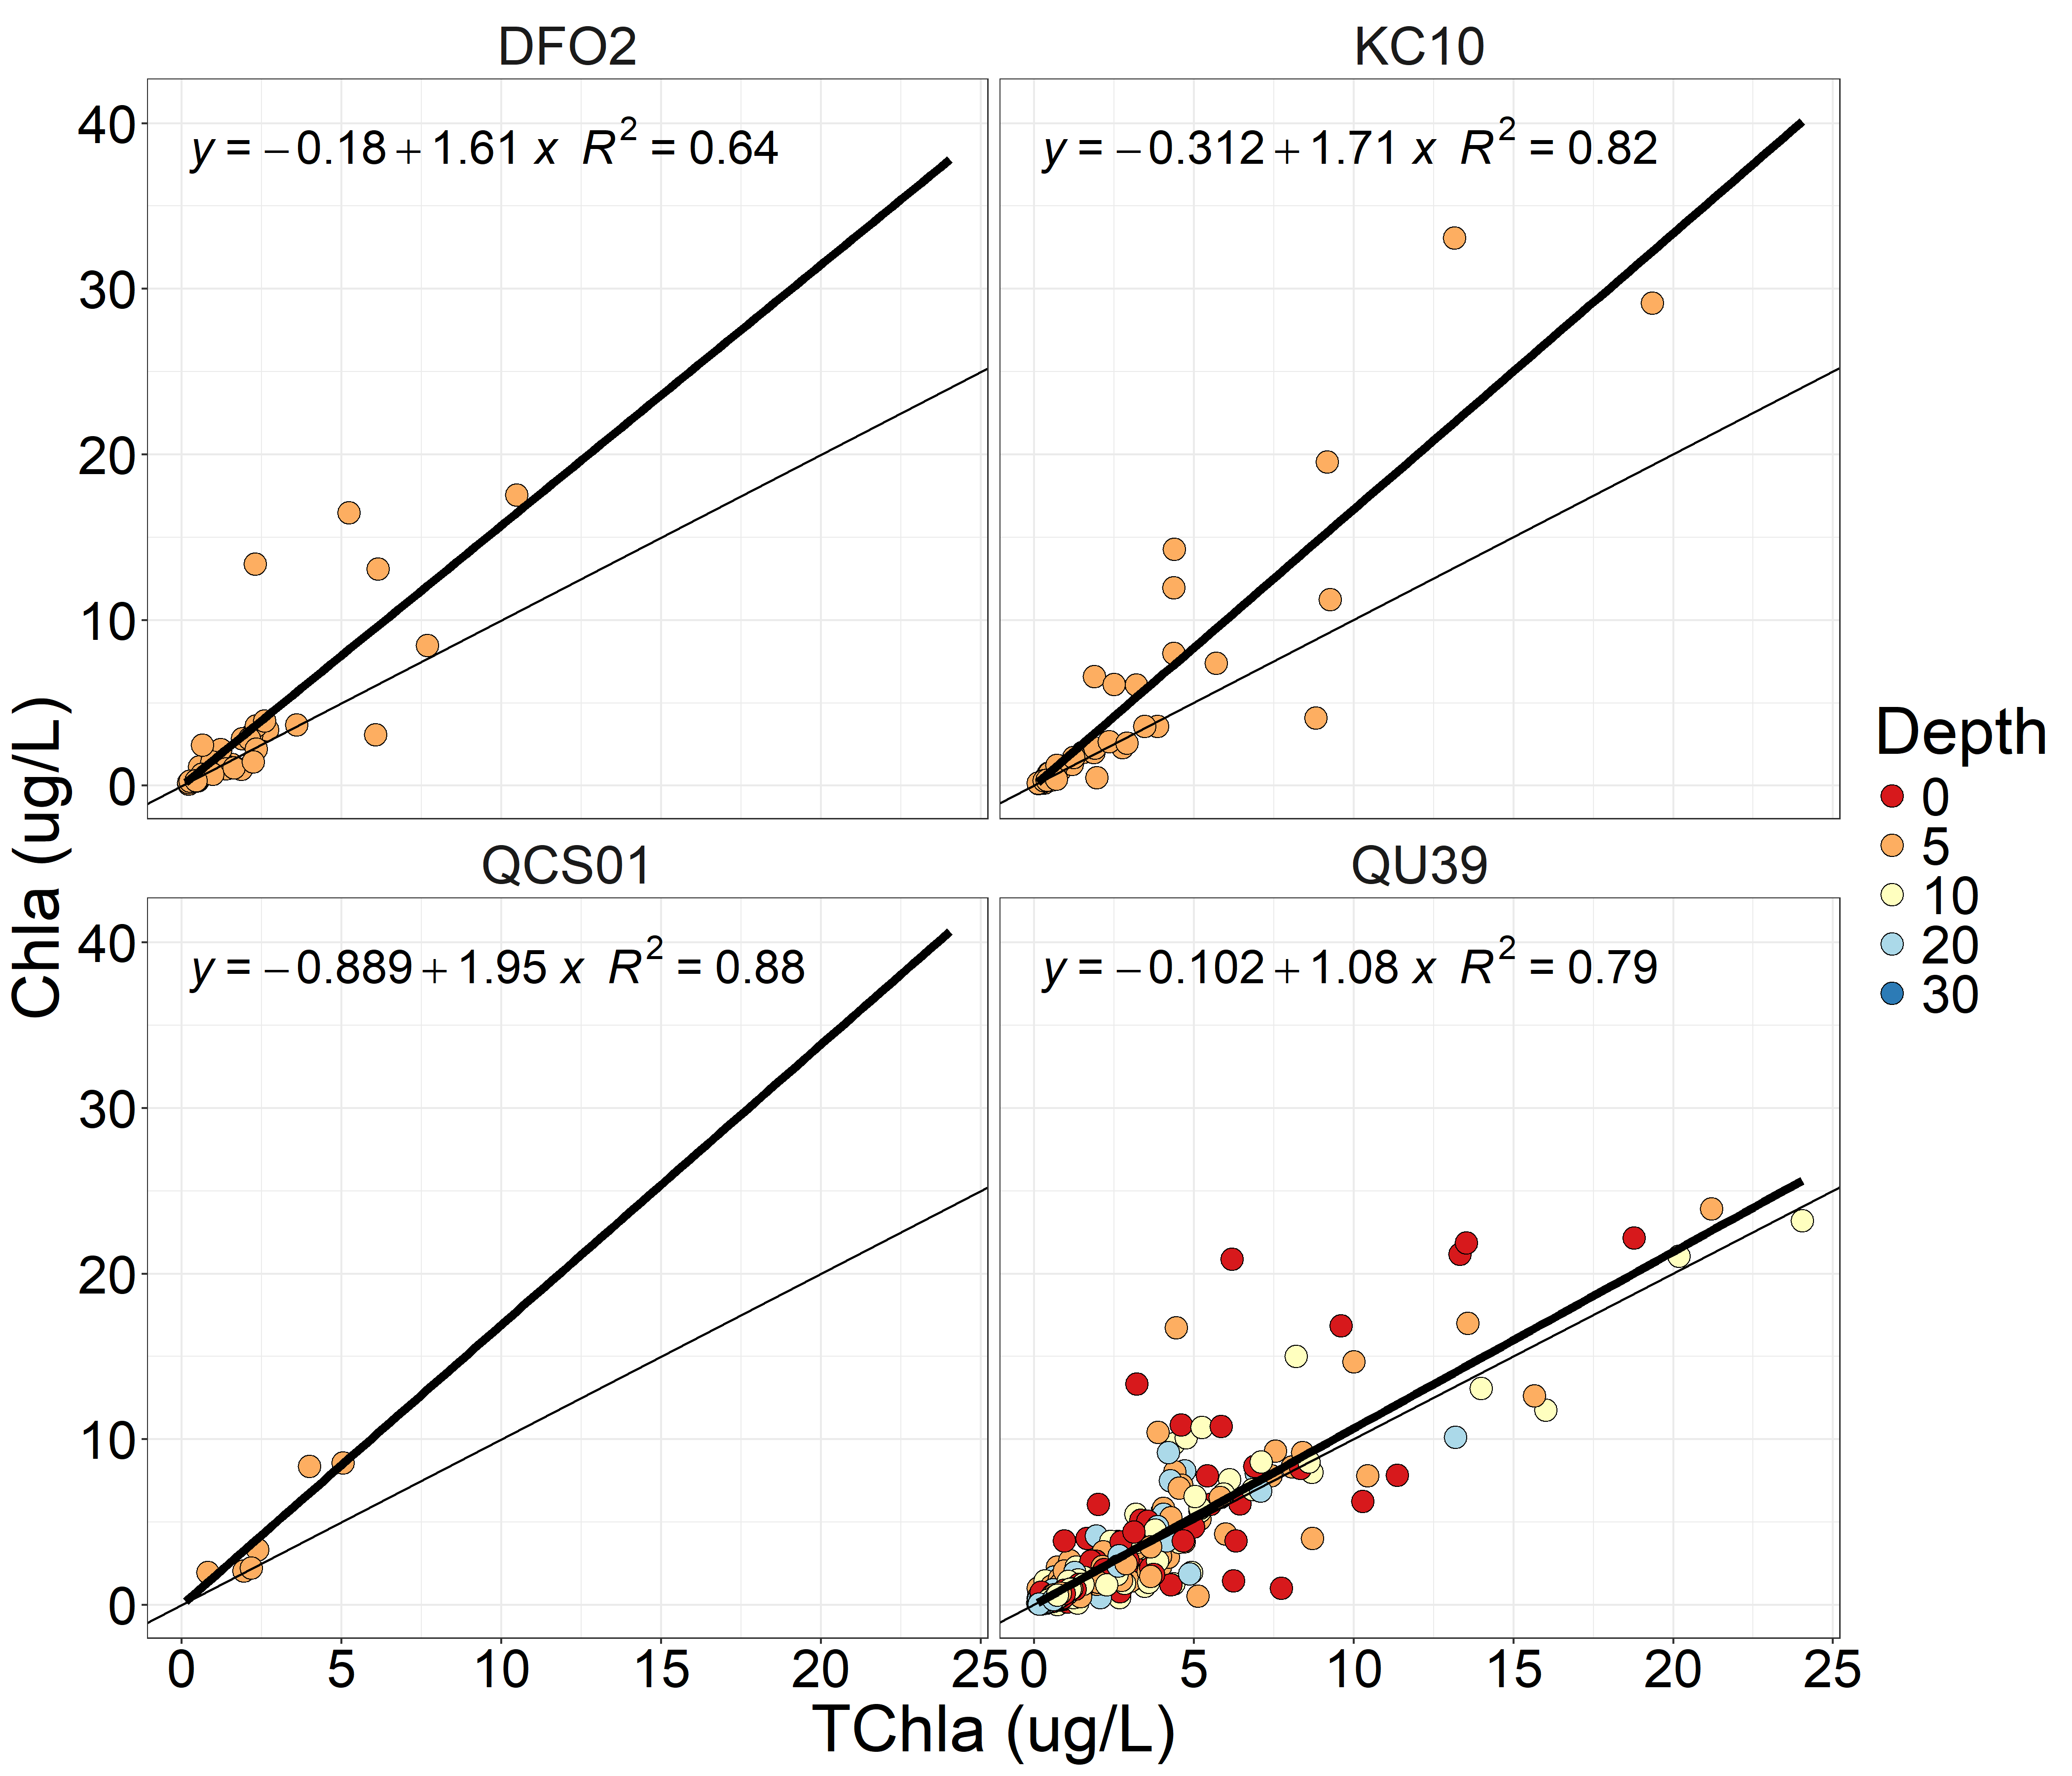 DFO2
KC10
40
30
20
10
0
y = −0.18 + 1.61 x R² = 0.64
y = −0.312 + 1.71 x R² = 0.82
QCS01
QU39
40
30
20
10
0
y = −0.889 + 1.95 x R² = 0.88
y = −0.102 + 1.08 x R² = 0.79
0 5 10 15 20 25
0 5 10 15 20 25
TChla (ug/L)
Chla (ug/L)
Depth
0
5
10
20
30